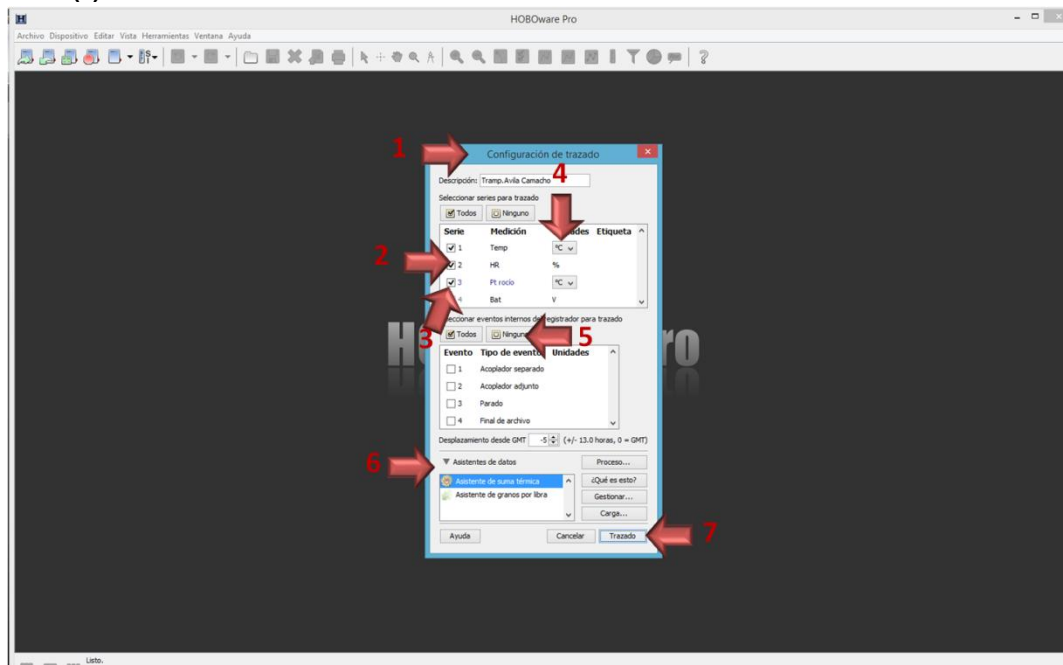 HOBOware Pro
Archivo Dispositivo Editar Vista Herramientas Ventana Ayuda
1
Configuración de trazado
Descripción: Tramp.Avila Camacho
4
Seleccionar series para trazado
Todos Ninguno
Serie Medición des Etiqueta
1 Temp °C
2
2 HR %
3 Pt rocío °C
4 Bat V
3
eccionar eventos internos de registrador para trazado
Todos Ninguno
5
Evento Tipo de evento Unidades
1 Acoplador separado
2 Acoplador adjunto
3 Parado
4 Final de archivo
Desplazamiento desde GMT -5 (+/- 13.0 horas, 0 = GMT)
6
Asistentes de datos Proceso...
Asistente de suma térmica ¿Qué es esto?
Asistente de granos por libra Gestionar...
Carga...
Ayuda Cancelar Trazado
7
Listo.